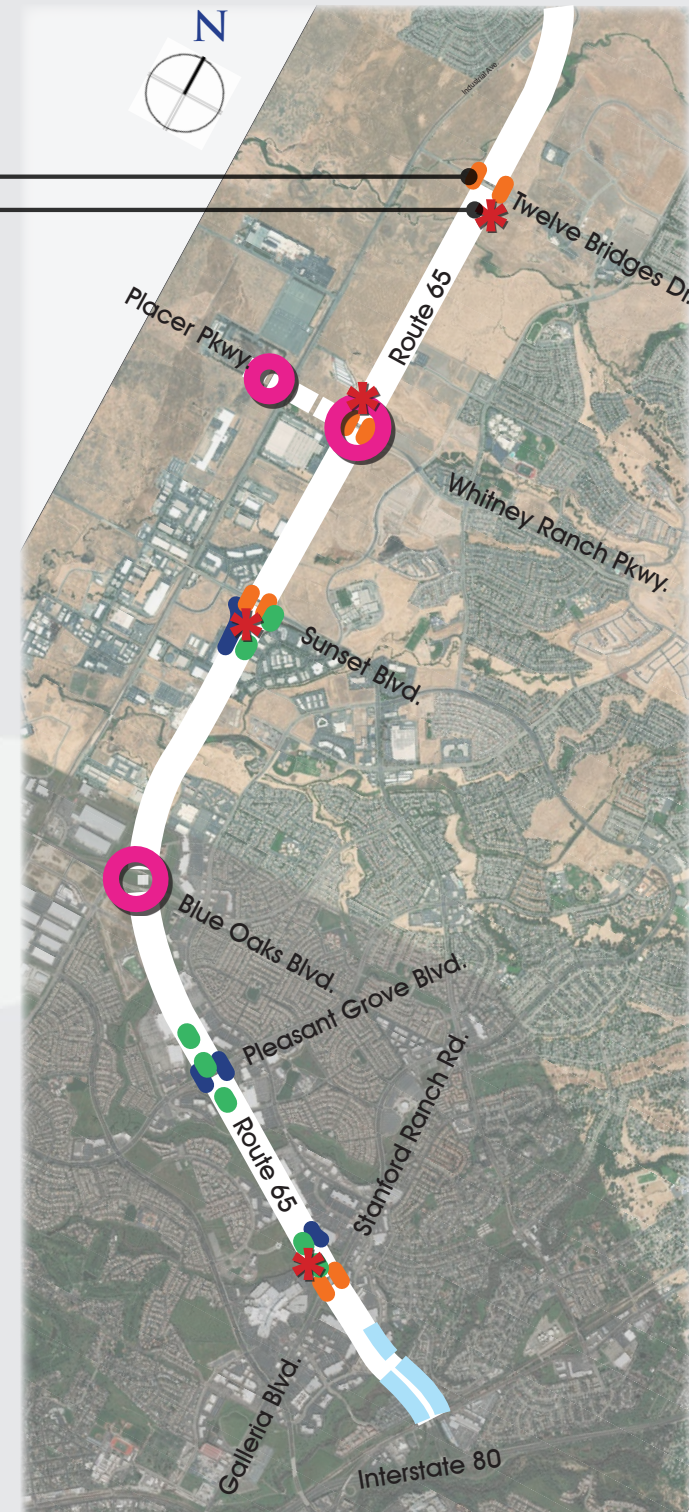 N
Industrial Ave
Twelve Bridges Dr
Route 65
Placer Pkwy.
Whitney Ranch Pkwy.
Sunset Blvd.
Blue Oaks Blvd.
Pleasant Grove Blvd.
Stanford Ranch Rd.
Route 65
Galleria Blvd.
Interstate 80